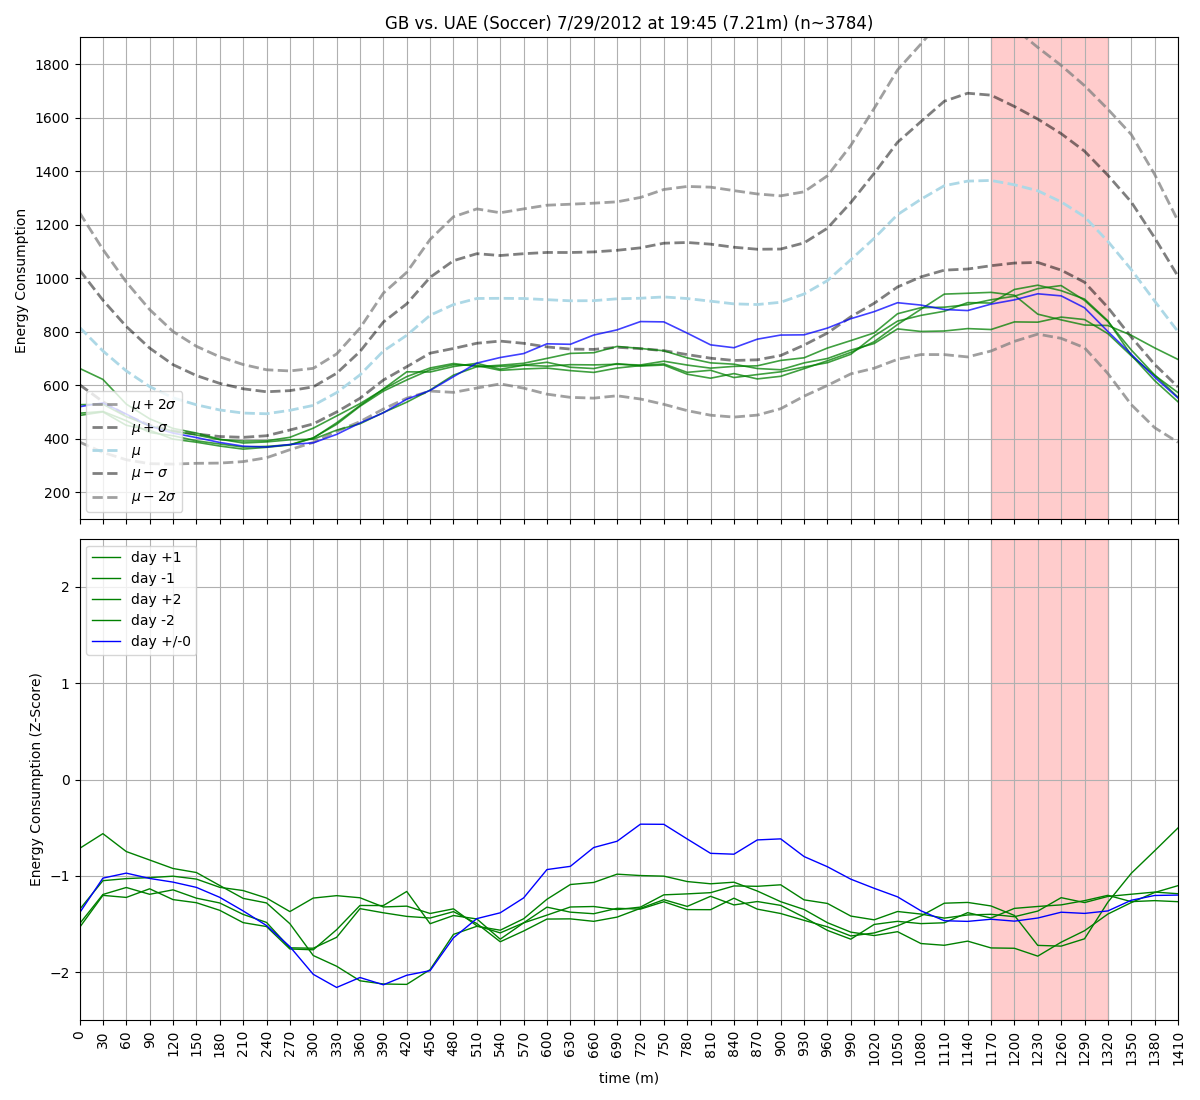 GB vs. UAE (Soccer) 7/29/2012 at 19:45 (7.21m) (n~3784)
Energy Consumption
1800
1600
1400
1200
1000
800
600
400
200
μ + 2σ
μ + σ
μ
μ − σ
μ − 2σ
Energy Consumption (Z-Score)
2
1
0
−1
−2
day +1
day -1
day +2
day -2
day +/-0
0 30 60 90 120 150 180 210 240 270 300 330 360 390 420 450 480 510 540 570 600 630 660 690 720 750 780 810 840 870 900 930 960 990 1020 1050 1080 1110 1140 1170 1200 1230 1260 1290 1320 1350 1380 1410
time (m)